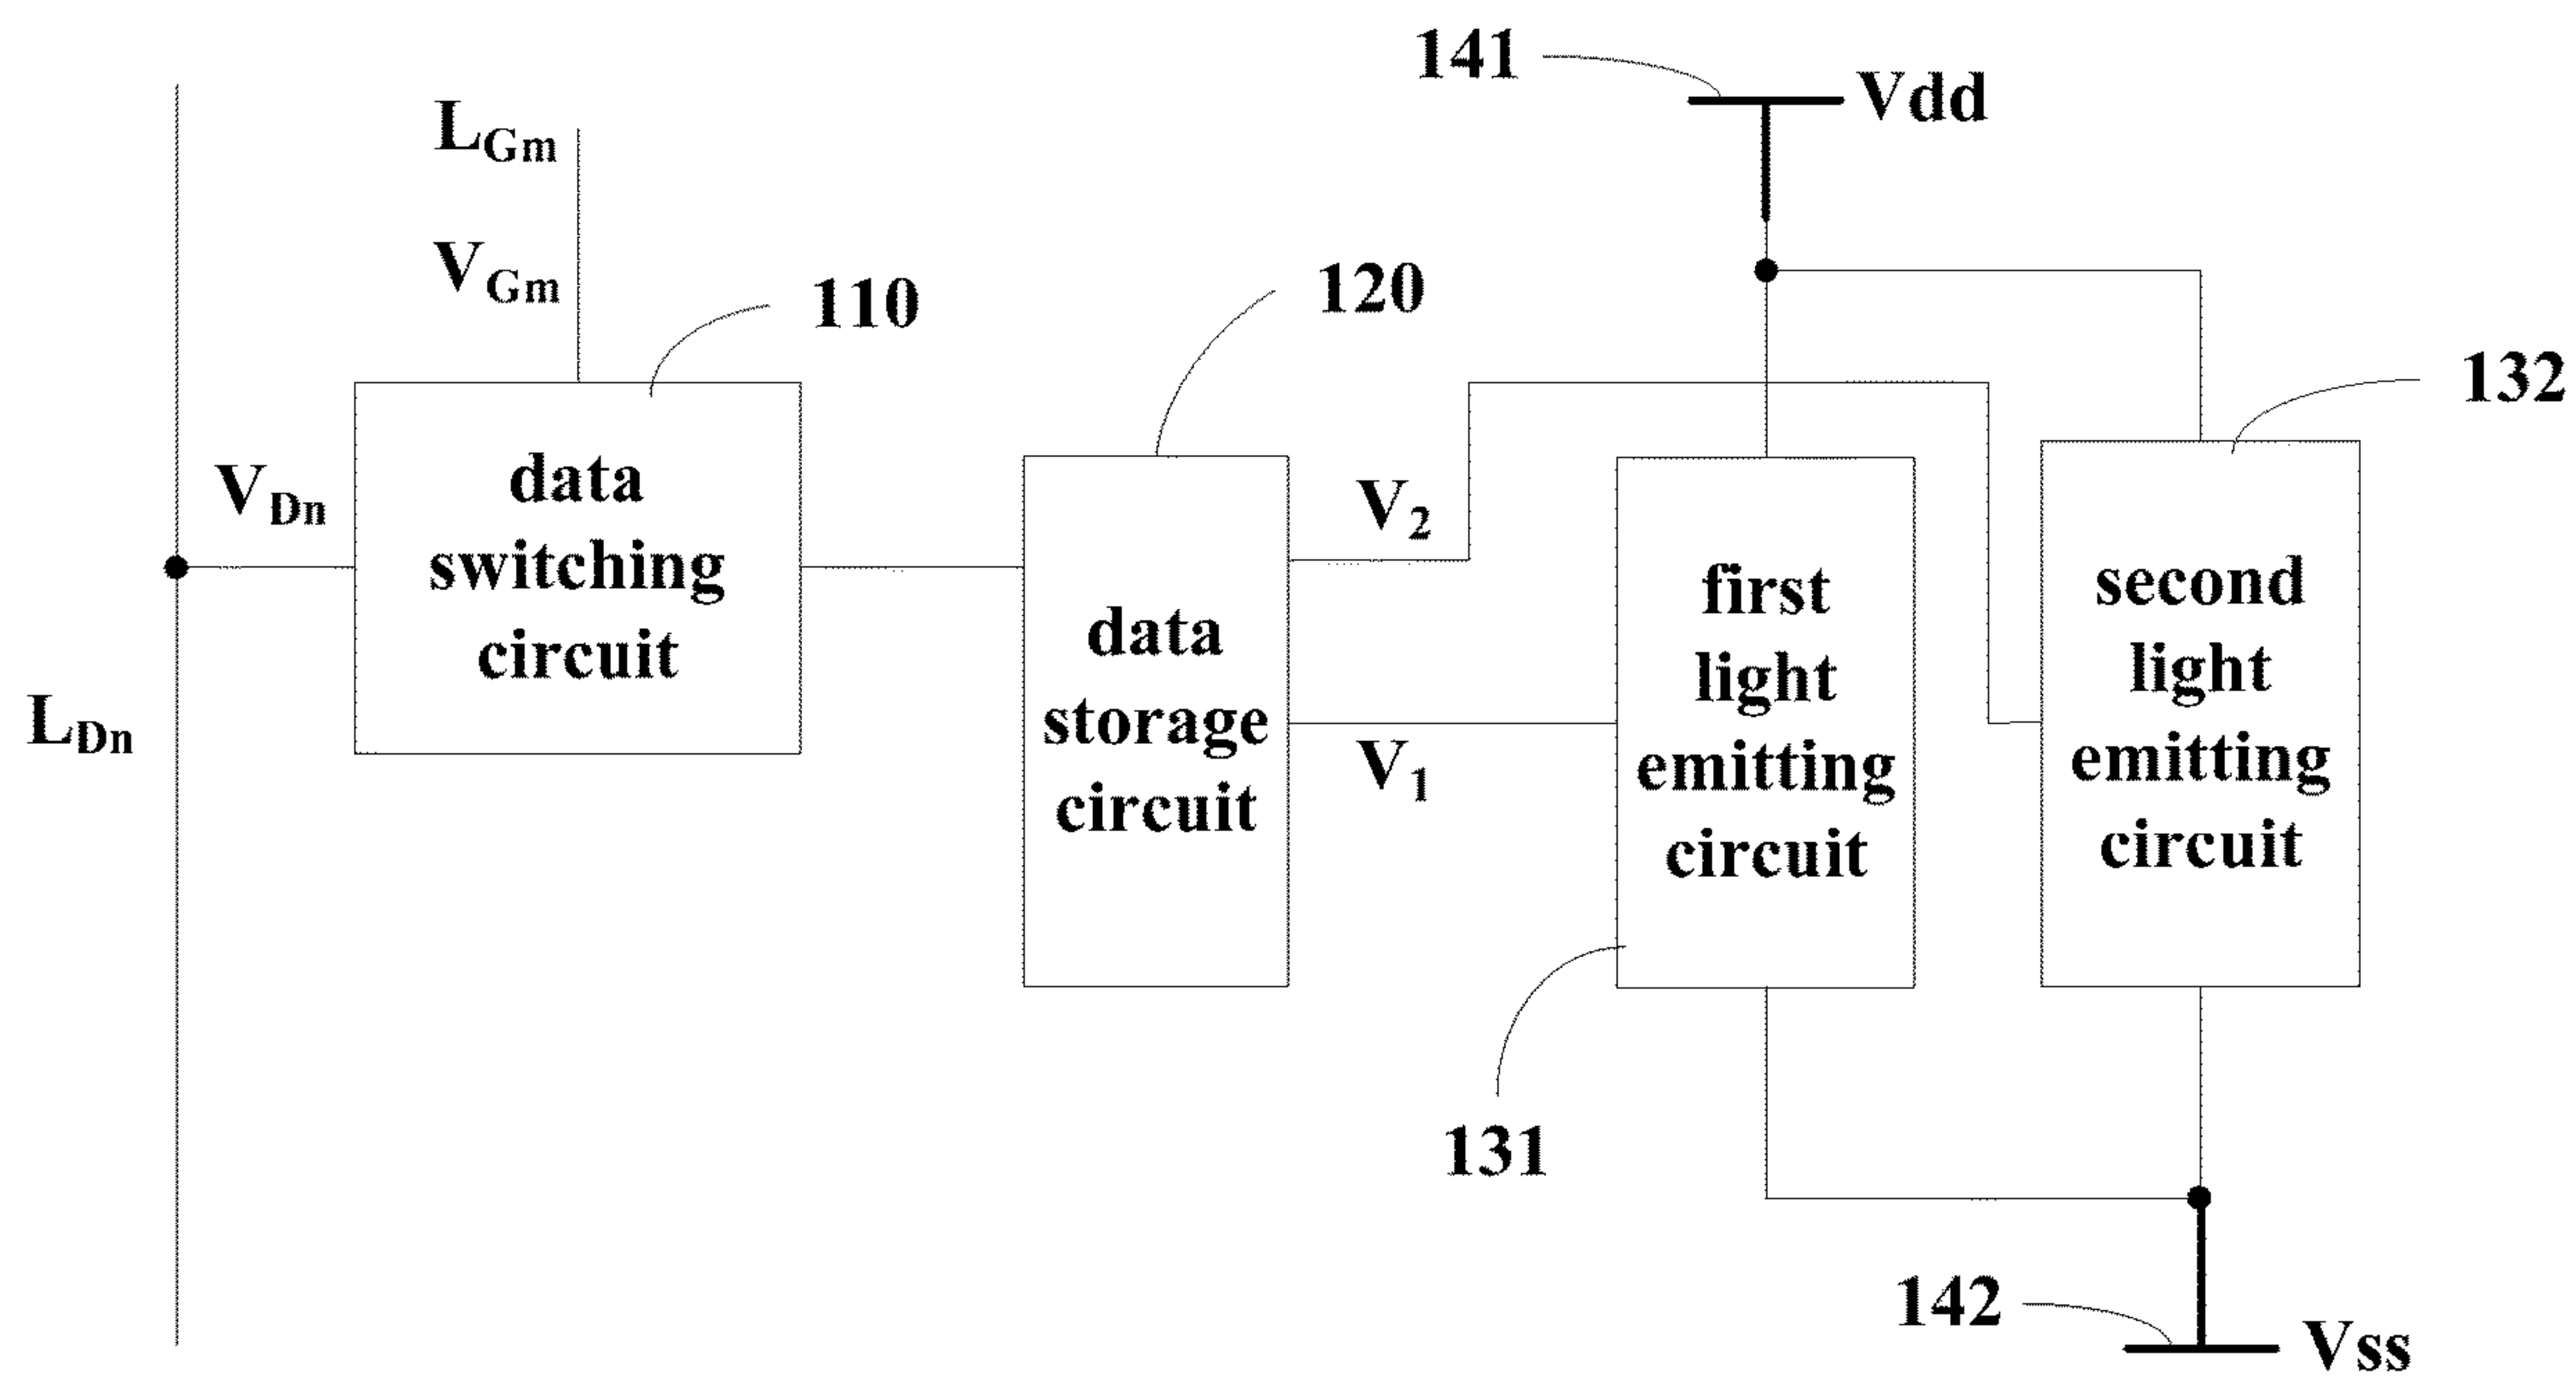 141
Vdd
LGm
VGm
110
120
132
VDn
data
switching
circuit
V2
data
storage
circuit
V1
first
light
emitting
circuit
second
light
emitting
circuit
LDn
131
142
Vss